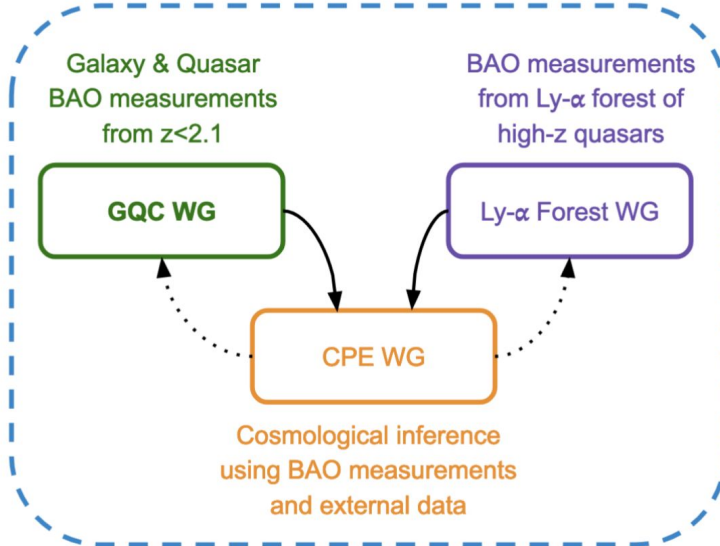 Galaxy & Quasar
BAO measurements
from z<2.1
GQC WG
BAO measurements
from Ly-α forest of
high-z quasars
Ly-α Forest WG
CPE WG
Cosmological inference
using BAO measurements
and external data